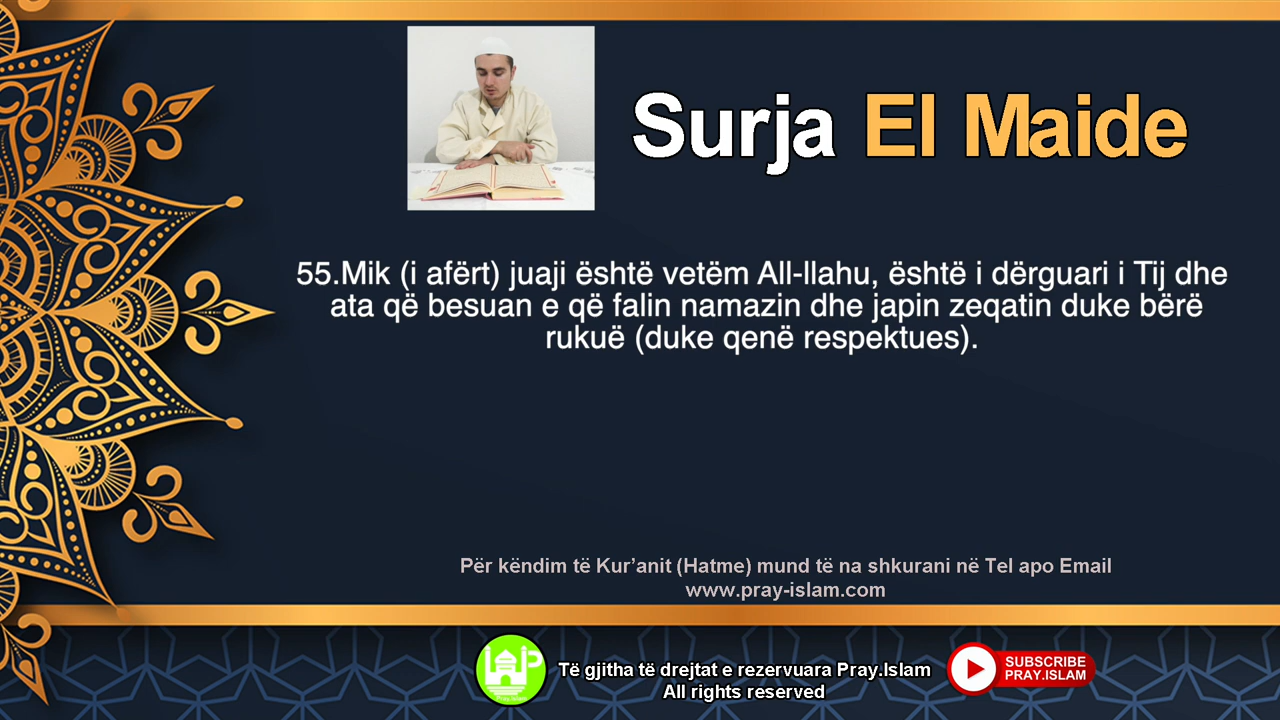 Surja El Maide
55.Mik (i afërt) juaji është vetëm All-llahu, është i dërguari i Tij dhe
ata që besuan e që falin namazin dhe japin zeqatin duke bërë
rukuë (duke qenë respektues).
Për këndim të Kur’anit (Hatme) mund të na shkurani në Tel apo Email
www.pray-islam.com
Pray.Islam
Të gjitha të drejtat e rezervuara Pray.Islam
All rights reserved
SUBSCRIBE
PRAY.ISLAM